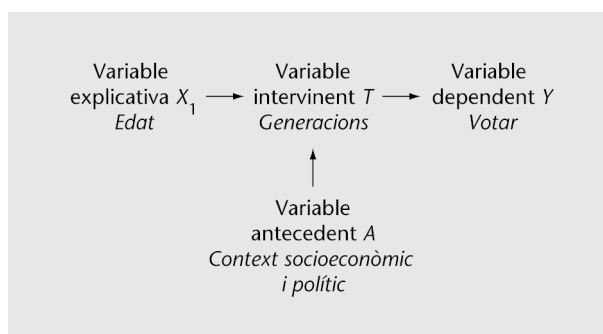 Variable
explicativa X1
Edat
Variable
intervinent T
Generacions
Variable
dependent Y
Votar
Variable
antecedent A
Context socioeconòmic
i polític